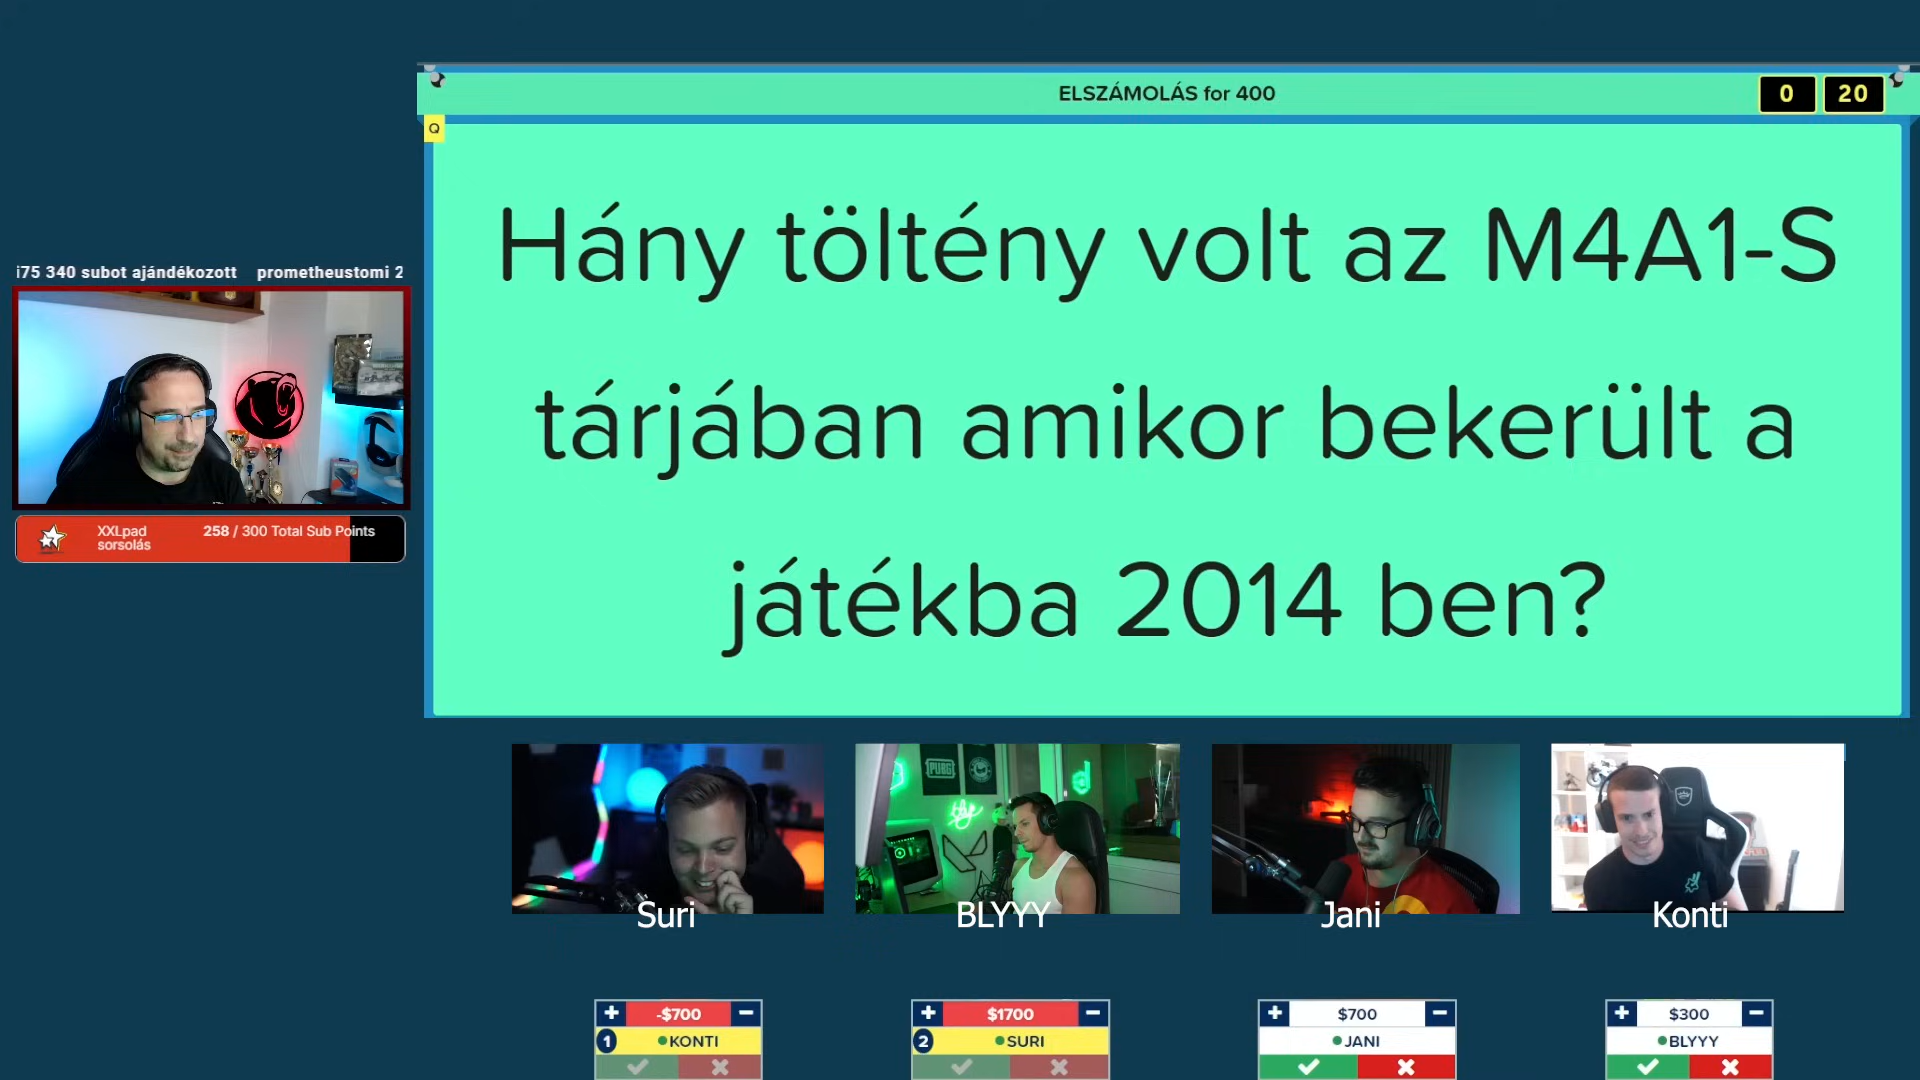 ELSZÁMOLÁS for 400
0 20
Q
Hány töltény volt az M4A1-S
tárjában amikor bekerült a
játékba 2014 ben?
i75 340 subot ajándékozott prometheustomi 2
XXLpad
sorsolás
258 / 300 Total Sub Points
PUBG
Suri
BLYYY
Jani
Konti
-$700
1 KONTI
$1700
2 SURI
$700
JANI
$300
BLYYY